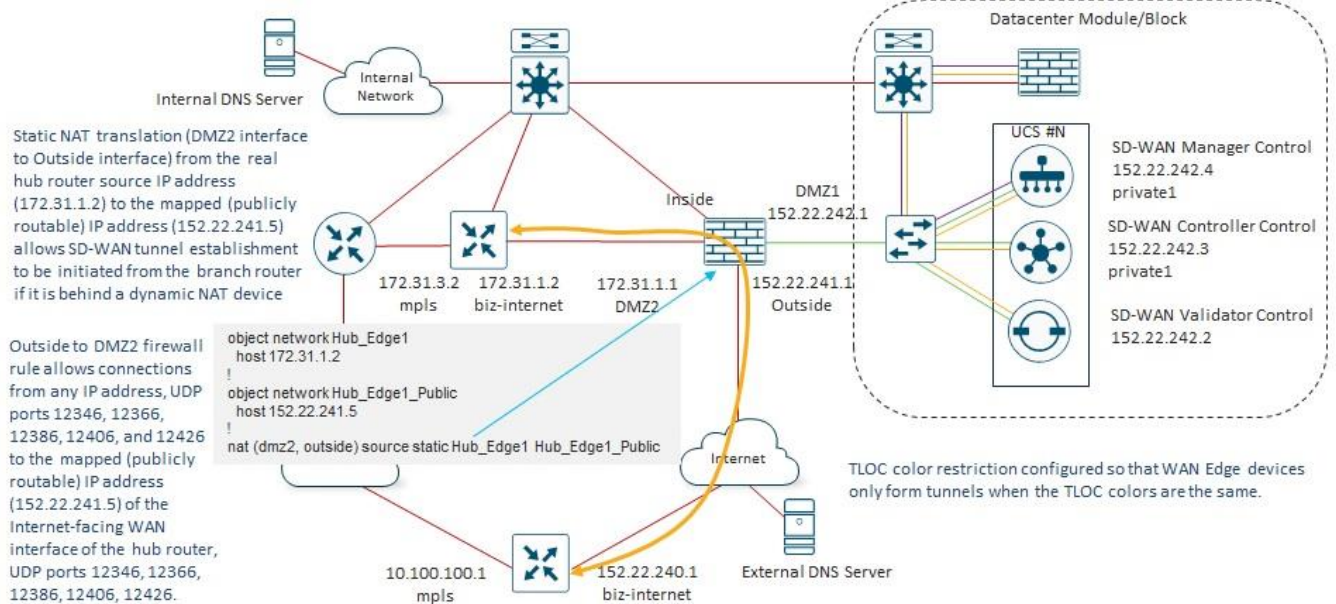 Datacenter Module/Block
Internal DNS Server
Internal
Network
Static NAT translation (DMZ2 interface
to Outside interface) from the real
hub router source IP address
(172.31.1.2) to the mapped (publicly
routable) IP address (152.22.241.5)
allows SD-WAN tunnel establishment
to be initiated from the branch router
if it is behind a dynamic NAT device
UCS #N
SD-WAN Manager Control
152.22.242.4
private1
SD-WAN Controller Control
152.22.242.3
private1
SD-WAN Validator Control
152.22.242.2
Inside
DMZ1
152.22.242.1
172.31.3.2
mpls
172.31.1.2
biz-internet
172.31.1.1
DMZ2
152.22.241.1
Outside
Outside to DMZ2 firewall
rule allows connections
from any IP address, UDP
ports 12346, 12366,
12386, 12406, and 12426
to the mapped (publicly
routable) IP address
(152.22.241.5) of the
Internet-facing WAN
interface of the hub router,
UDP ports 12346, 12366,
12386, 12406, 12426.
object network Hub_Edge1
host 172.31.1.2
!
object network Hub_Edge1_Public
host 152.22.241.5
!
nat (dmz2, outside) source static Hub_Edge1 Hub_Edge1_Public
Internet
TLOC color restriction configured so that WAN Edge devices
only form tunnels when the TLOC colors are the same.
10.100.100.1
mpls
152.22.240.1
biz-internet
External DNS Server